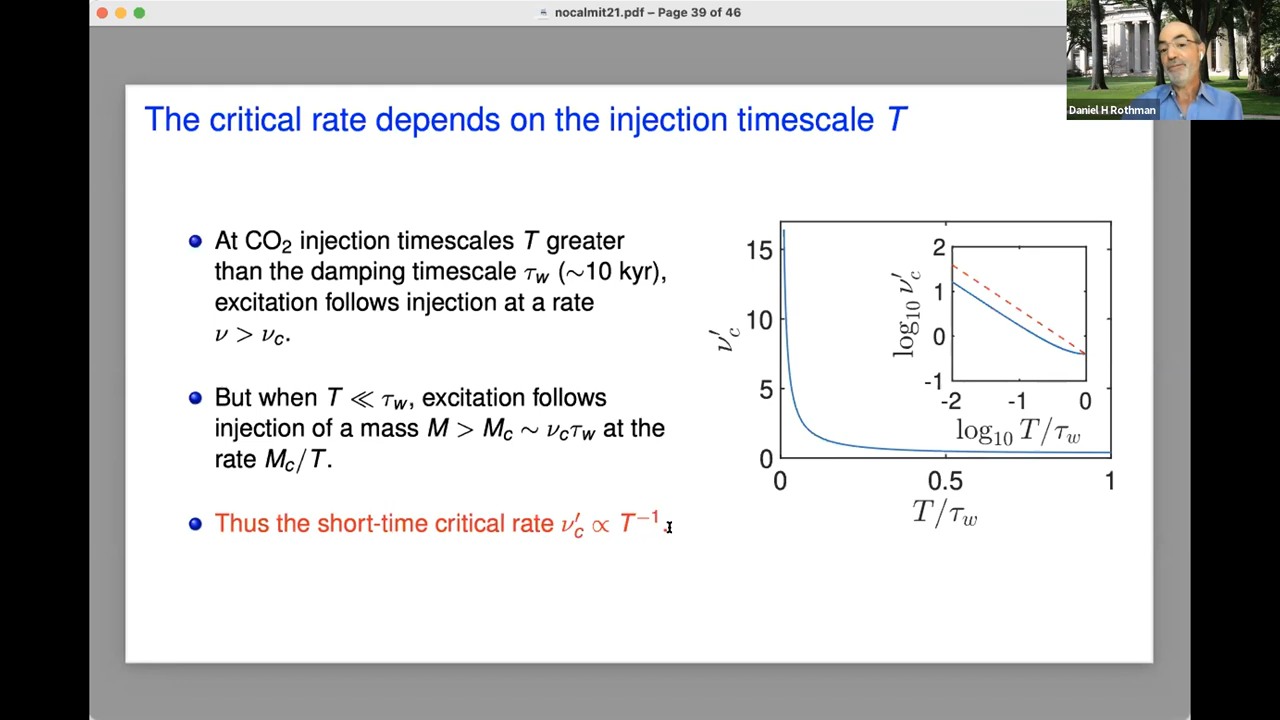 nocalmit21.pdf – Page 39 of 46
Daniel H Rothman
The critical rate depends on the injection timescale T
At CO₂ injection timescales T greater
than the damping timescale τ_w (∼10 kyr),
excitation follows injection at a rate
ν > ν_c.
But when T ≪ τ_w, excitation follows
injection of a mass M > M_c ∼ ν_cτ_w at the
rate M_c/T.
Thus the short-time critical rate ν′_c ∝ T⁻¹.
15
10
5
0
ν′_c
0
0.5
1
T/τ_w
2
1
0
-1
log₁₀ ν′_c
-2
-1
0
log₁₀ T/τ_w